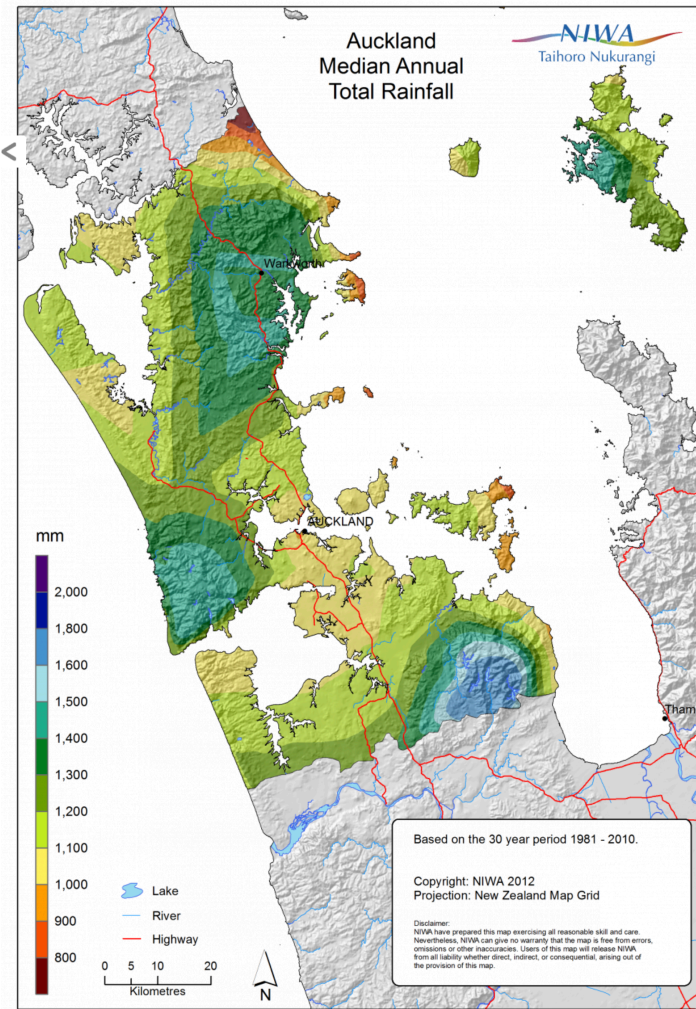 Auckland
Median Annual
Total Rainfall
NIWA
Taihoro Nukurangi
Warkworth
AUCKLAND
Tham
mm
2,000
1,800
1,600
1,500
1,400
1,300
1,200
1,100
1,000
900
800
Lake
River
Highway
0 10 20
Kilometres
N
Based on the 30 year period 1981 - 2010.
Copyright: NIWA 2012
Projection: New Zealand Map Grid
Disclaimer:
NIWA have prepared this map exercising all reasonable skill and care.
Nevertheless, NIWA can give no warranty that the map is free from errors,
omissions or other inaccuracies. Users of this map will release NIWA
from all liability whether direct, indirect, or consequential, arising out of
the provision of this map.